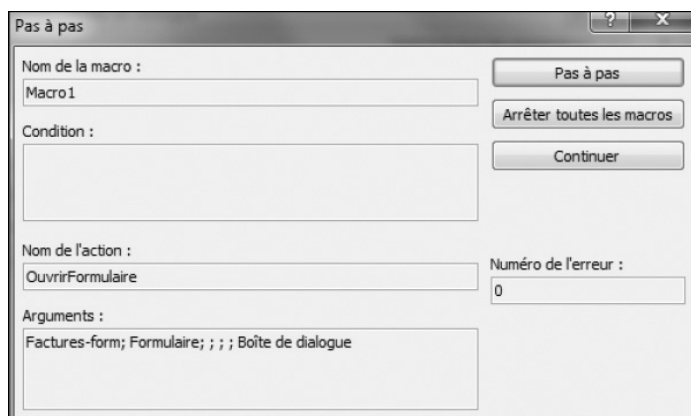 Pas à pas
?
X
Nom de la macro :
Macro1
Condition :
Nom de l'action :
OuvrirFormulaire
Arguments :
Factures-form; Formulaire; ; ; ; Boîte de dialogue
Pas à pas
Arrêter toutes les macros
Continuer
Numéro de l'erreur :
0